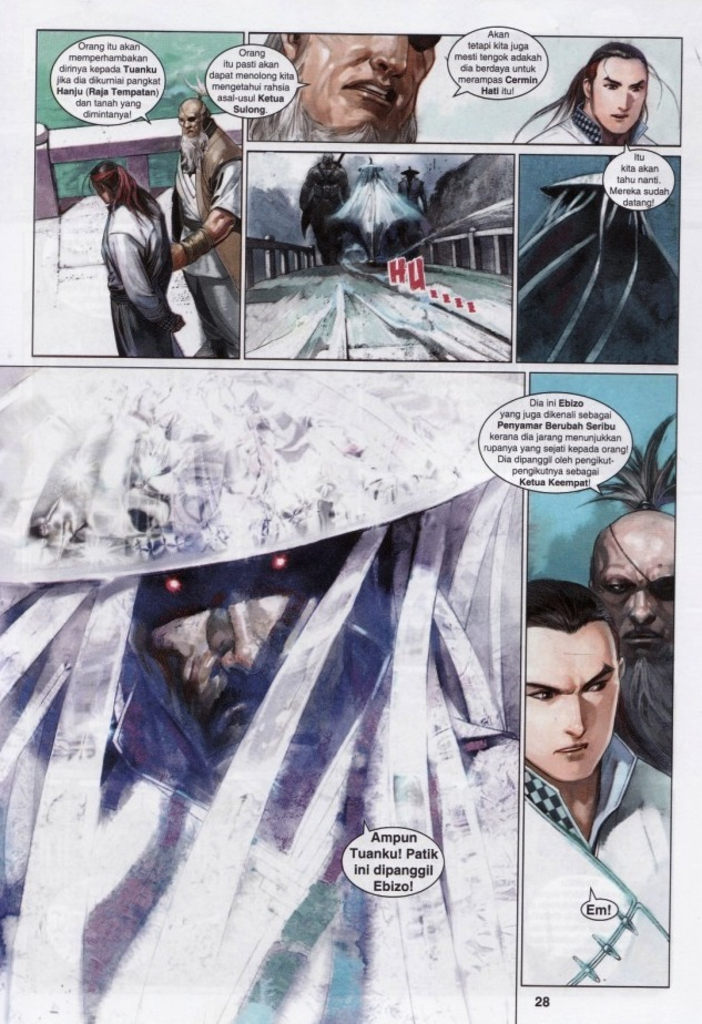 Orang itu akan
memperhambakan
dirinya kepada Tuanku
jika dia dikurniai pangkat
Hanju (Raja Tempatan)
dan tanah yang
dimintanya!
Orang
itu pasti akan
dapat menolong kita
mengetahui rahsia
asal-usul Ketua
Sulong.
Akan
tetapi kita juga
mesti tengok adakah
dia berdaya untuk
merampas Cermin
Hati itu!
Itu
kita akan
tahu nanti.
Mereka sudah
datang!
HU....
Dia ini Ebizo
yang juga dikenali sebagai
Penyamar Berubah Seribu
kerana dia jarang menunjukkan
rupanya yang sejati kepada orang!
Dia dipanggil oleh pengikut-
pengikutnya sebagai
Ketua Keempat!
Ampun
Tuanku! Patik
ini dipanggil
Ebizo!
Em!
28